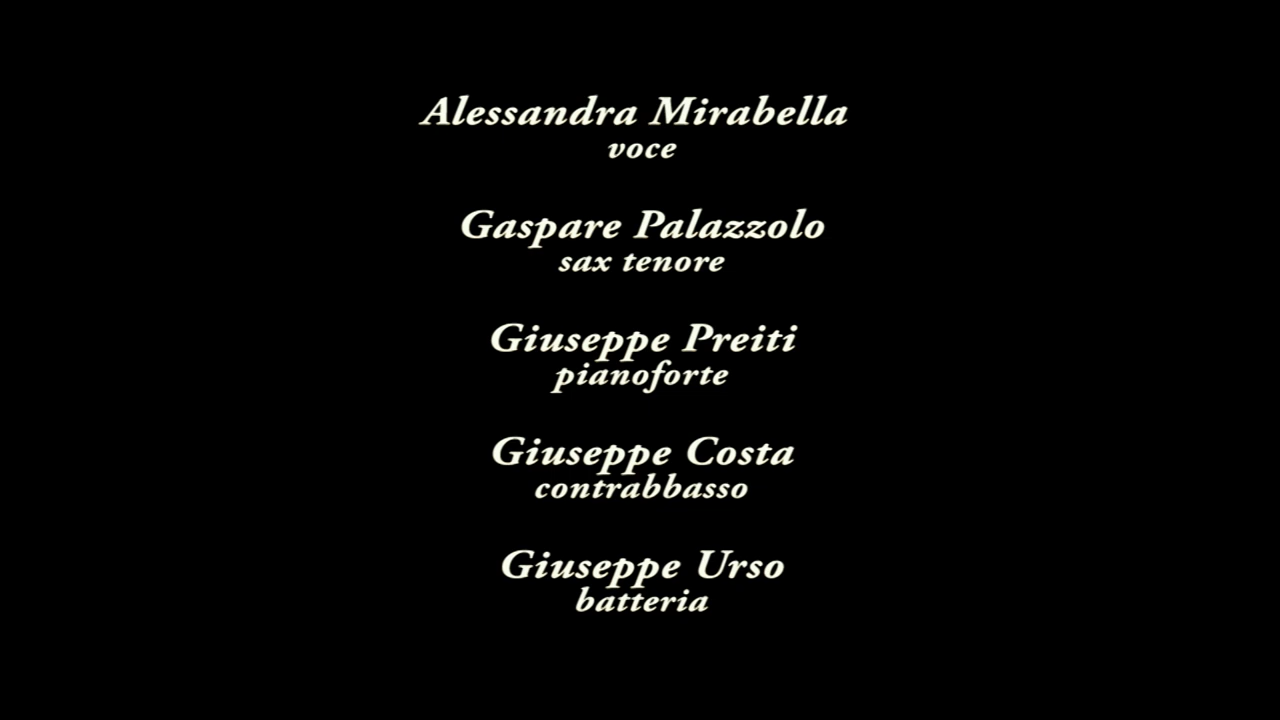 Alessandra Mirabella
voce
Gaspare Palazzolo
sax tenore
Giuseppe Preiti
pianoforte
Giuseppe Costa
contrabbasso
Giuseppe Urso
batteria